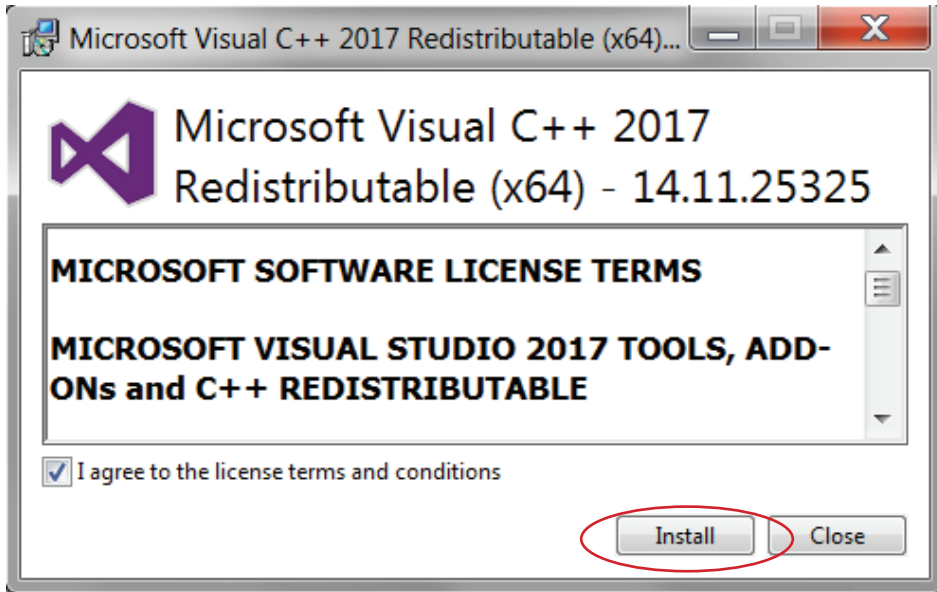 Microsoft Visual C++ 2017 Redistributable (x64)...
Microsoft Visual C++ 2017
Redistributable (x64) - 14.11.25325
MICROSOFT SOFTWARE LICENSE TERMS
MICROSOFT VISUAL STUDIO 2017 TOOLS, ADD-
ONs and C++ REDISTRIBUTABLE
I agree to the license terms and conditions
Install Close